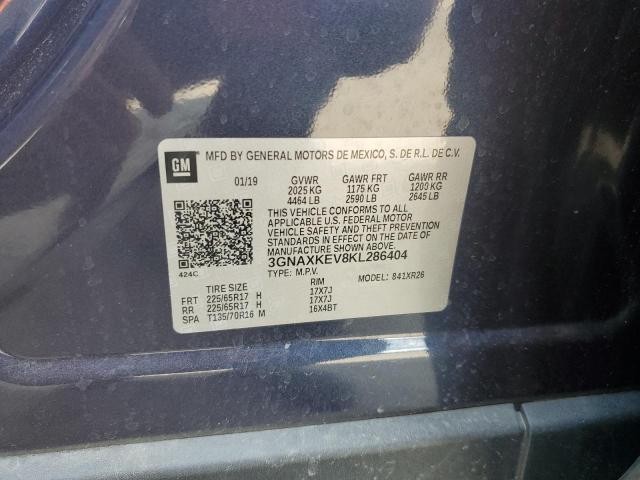 GM
MFD BY GENERAL MOTORS DE MEXICO, S. DE R.L. DE C.V.
01/19 GVWR GAWR FRT GAWR RR
2025 KG 1175 KG 1200 KG
4464 LB 2590 LB 2645 LB
THIS VEHICLE CONFORMS TO ALL
APPLICABLE U.S. FEDERAL MOTOR
VEHICLE SAFETY AND THEFT PREVENTION
STANDARDS IN EFFECT ON THE DATE OF
MANUFACTURE SHOWN ABOVE.
424C 3GNAXKEV8KL286404
TYPE: M.P.V. MODEL: 841XR26
TIRE SIZE RIM
FRT 225/65R17 H 17X7J
RR 225/65R17 H 17X7J
SPA T135/70R16 M 16X4BT